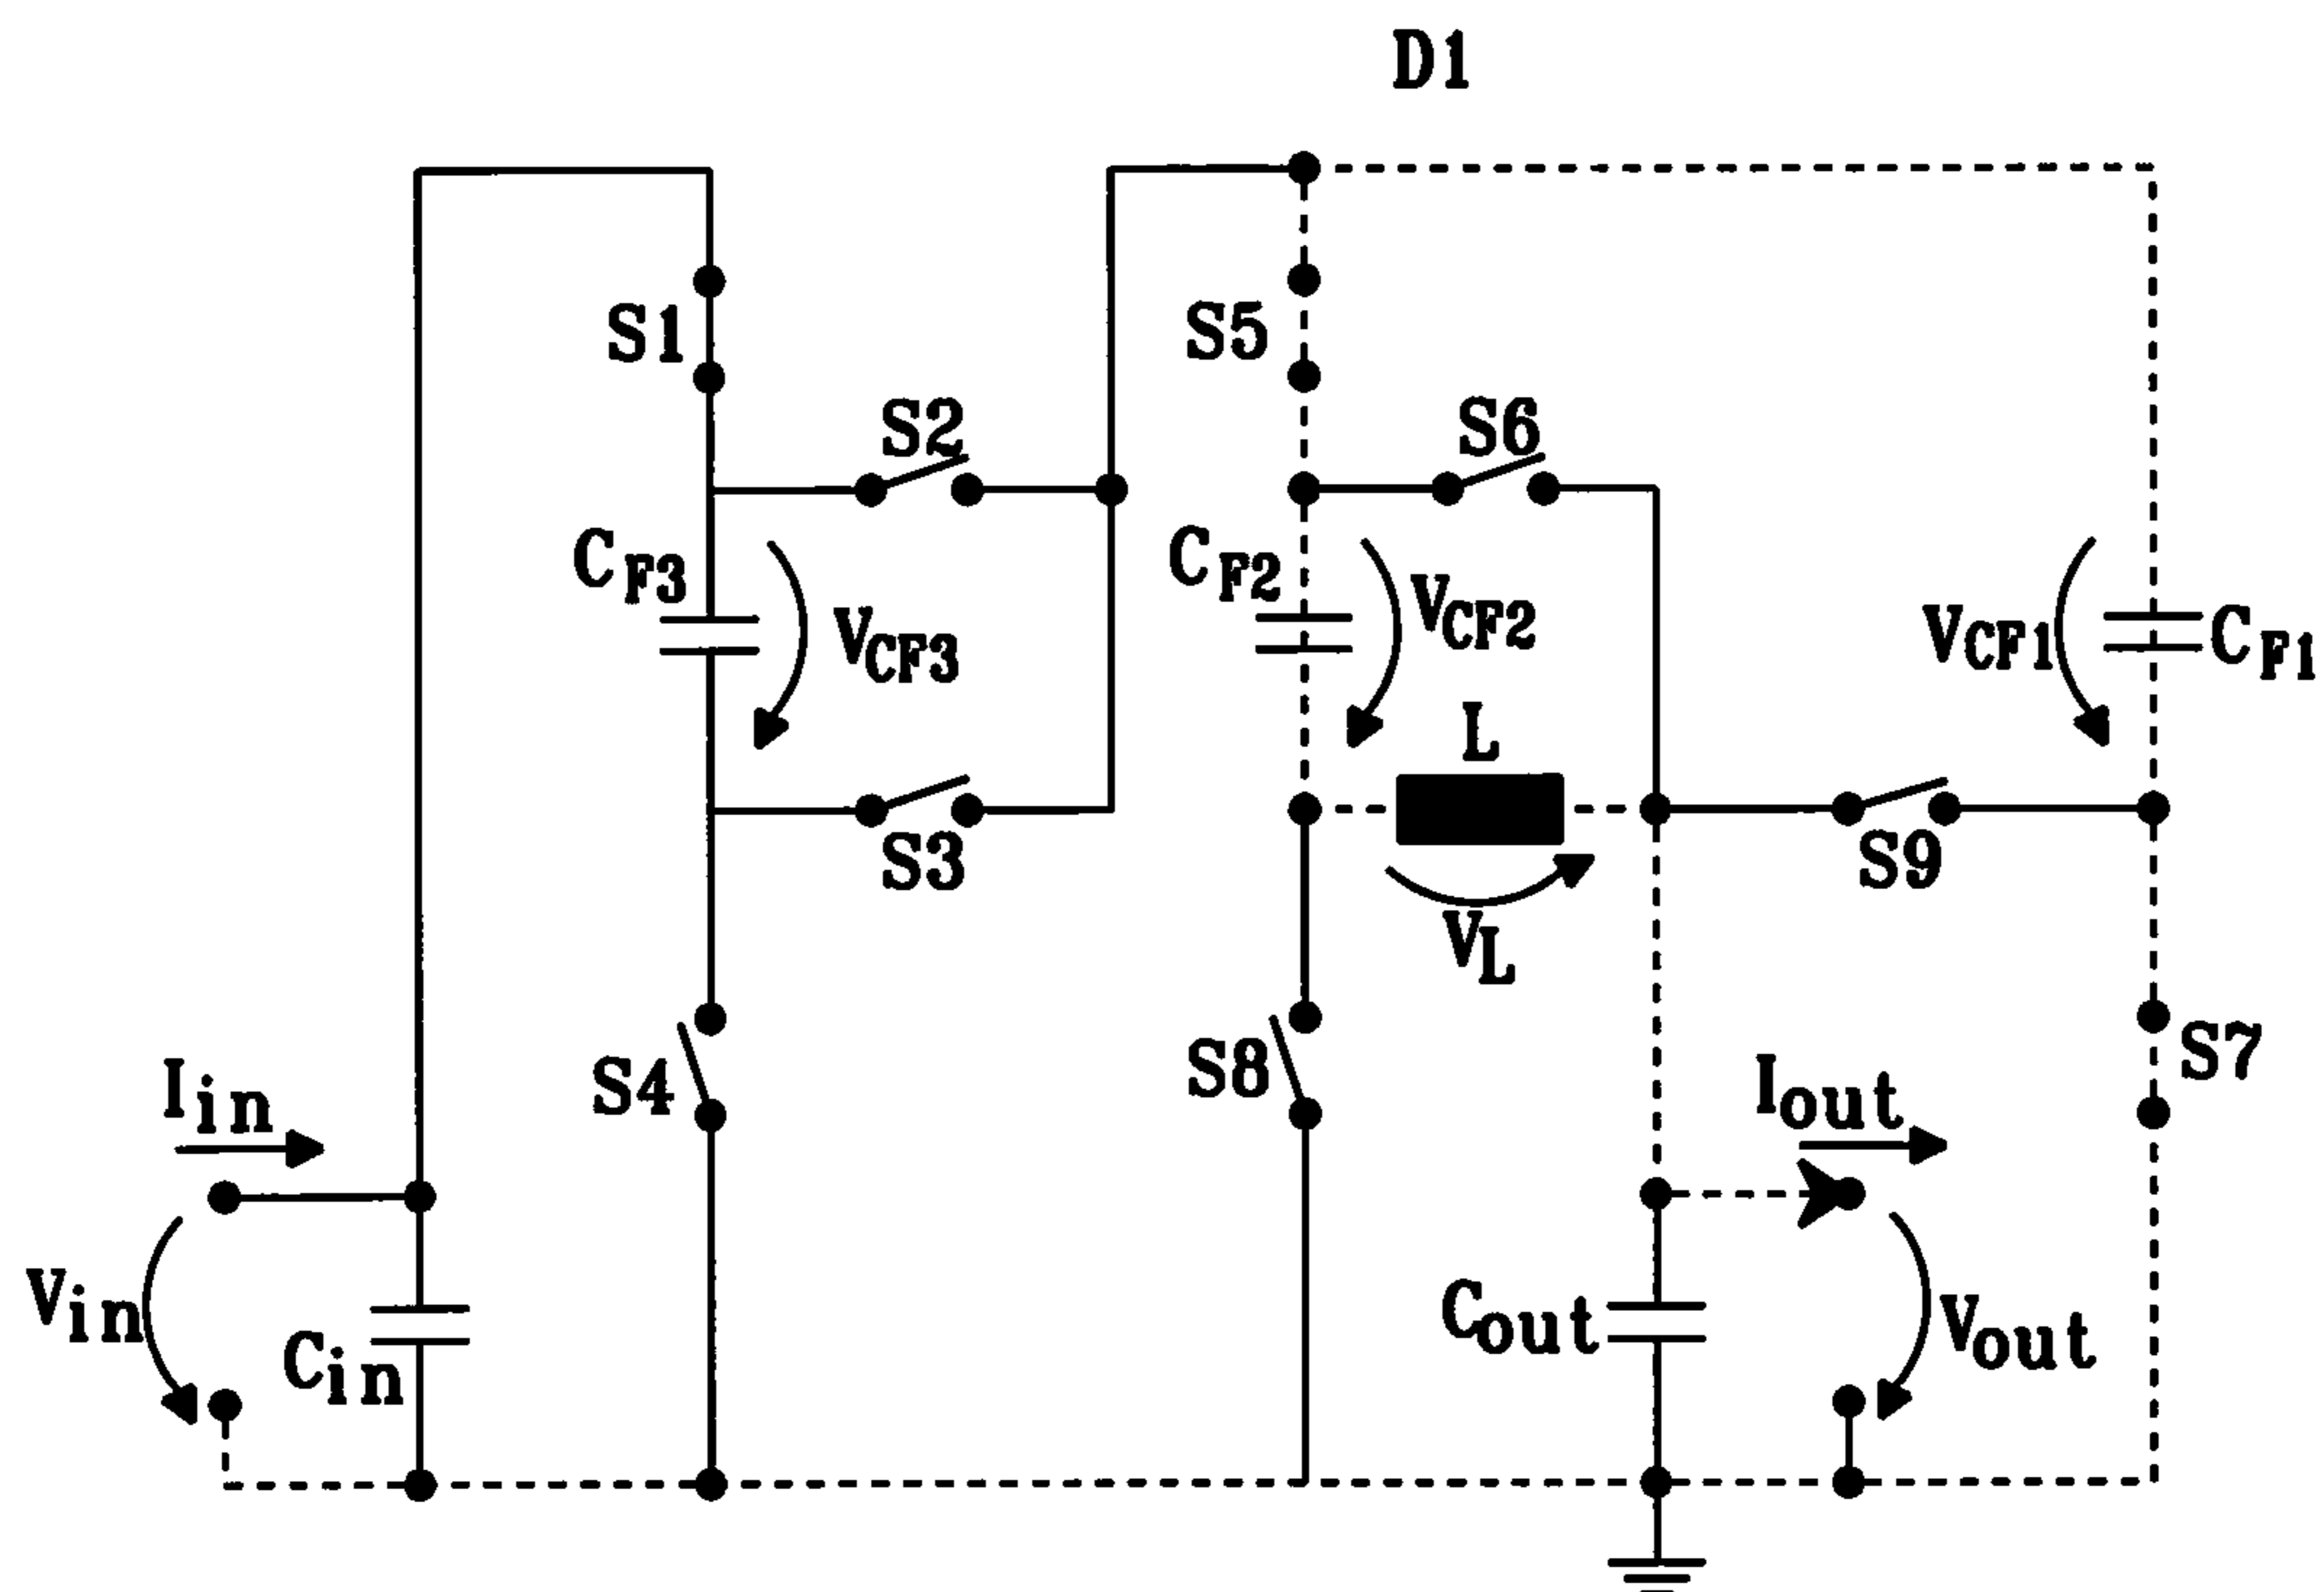 D1
S1
S5
S2
S6
CF3
VCF3
CF2
VCF2
VCF1
CF1
L
S3
VL
S9
S4
S8
S7
Iin
Iout
Vin
Cin
Cout
Vout